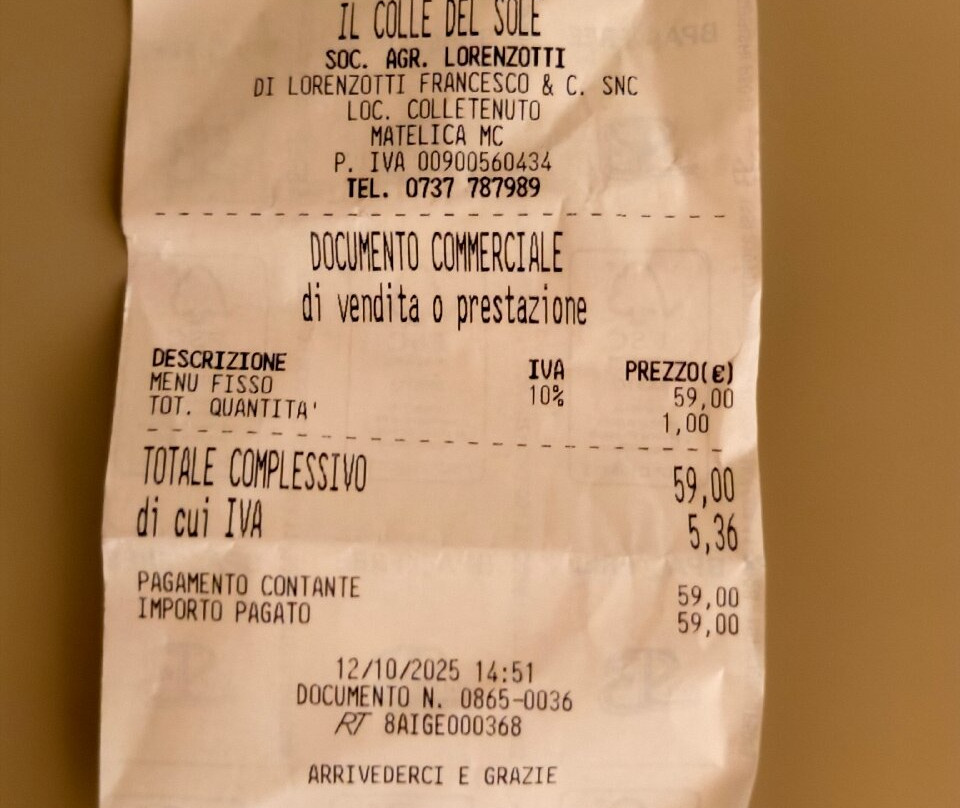 IL COLLE DEL SOLE
SOC. AGR. LORENZOTTI
DI LORENZOTTI FRANCESCO & C. SNC
LOC. COLLETENUTO
MATELICA MC
P. IVA 00900560434
TEL. 0737 787989
DOCUMENTO COMMERCIALE
di vendita o prestazione
DESCRIZIONE IVA PREZZO(€)
MENU FISSO 10% 59,00
TOT. QUANTITA' 1,00
TOTALE COMPLESSIVO 59,00
di cui IVA 5,36
PAGAMENTO CONTANTE 59,00
IMPORTO PAGATO 59,00
12/10/2025 14:51
DOCUMENTO N. 0865-0036
RT 8AIGE000368
ARRIVEDERCI E GRAZIE